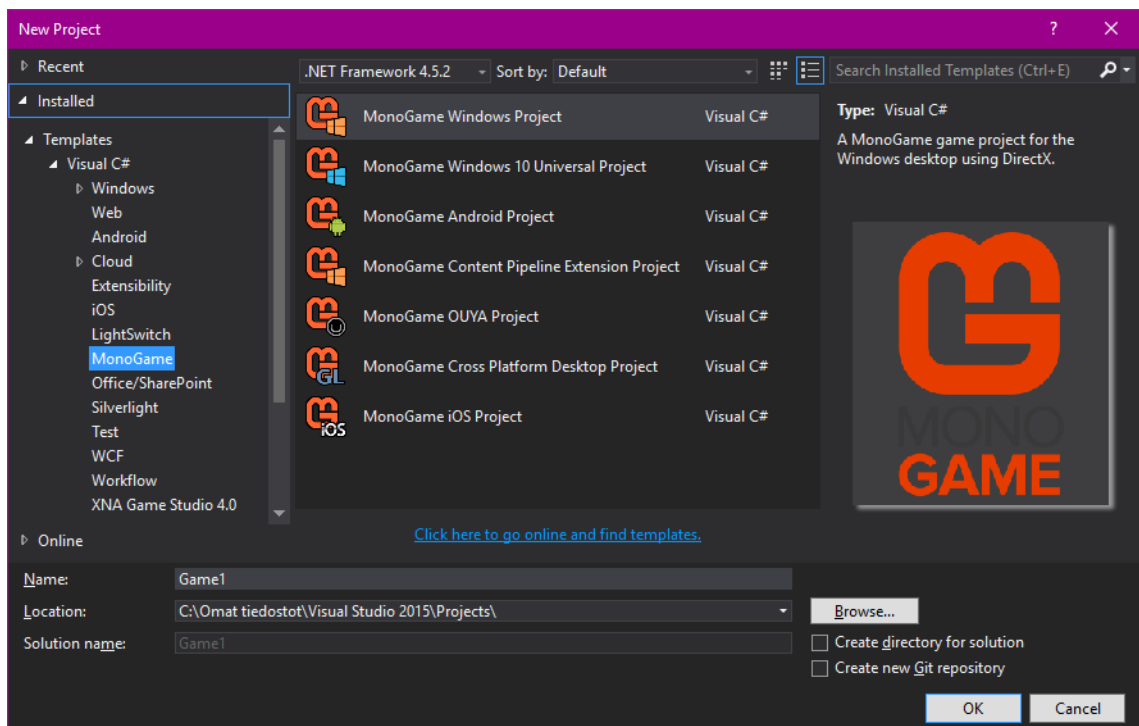 New Project
? 
Recent
Installed
Templates
Visual C#
Windows
Web
Android
Cloud
Extensibility
iOS
LightSwitch
MonoGame
Office/SharePoint
Silverlight
Test
WCF
Workflow
XNA Game Studio 4.0
Online
.NET Framework 4.5.2 Sort by: Default
MonoGame Windows Project Visual C#
MonoGame Windows 10 Universal Project Visual C#
MonoGame Android Project Visual C#
MonoGame Content Pipeline Extension Project Visual C#
MonoGame OUYA Project Visual C#
GL MonoGame Cross Platform Desktop Project Visual C#
iOS MonoGame iOS Project Visual C#
Click here to go online and find templates.
Search Installed Templates (Ctrl+E)
Type: Visual C#
A MonoGame game project for the
Windows desktop using DirectX.
MONO
GAME
Name: Game1
Location: C:\Omat tiedostot\Visual Studio 2015\Projects\ Browse...
Solution name: Game1
Create directory for solution
Create new Git repository
OK Cancel